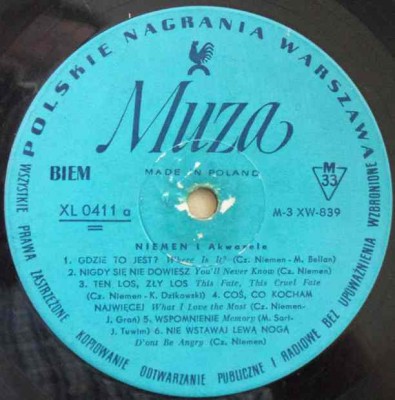 POLSKIE NAGRANIA WARSZAWA
Muza
BIEM
MADE IN POLAND
M
33
XL 0411 a
M-3 XW-839
NIEMEN i Akwarele
1. GDZIE TO JEST? Where Is It? (Cz. Niemen - M. Bellan)
2. NIGDY SIĘ NIE DOWIESZ You'll Never Know (Cz. Niemen)
3. TEN LOS, ZŁY LOS This Fate, This Cruel Fate
(Cz. Niemen - K. Dzikowski) 4. COŚ, CO KOCHAM
NAJWIĘCEJ What I Love the Most (Cz. Niemen-
J. Grań) 5. WSPOMNIENIE Memory (M. Sart-
J. Tuwim) 6. NIE WSTAWAJ LEWĄ NOGĄ
D'ont Be Angry (Cz. Niemen)
WSZYSTKIE PRAWA ZASTRZEŻONE KOPIOWANIE ODTWARZANIE PUBLICZNE I RADIOWE BEZ UPOWAŻNIENIA WZBRONIONE